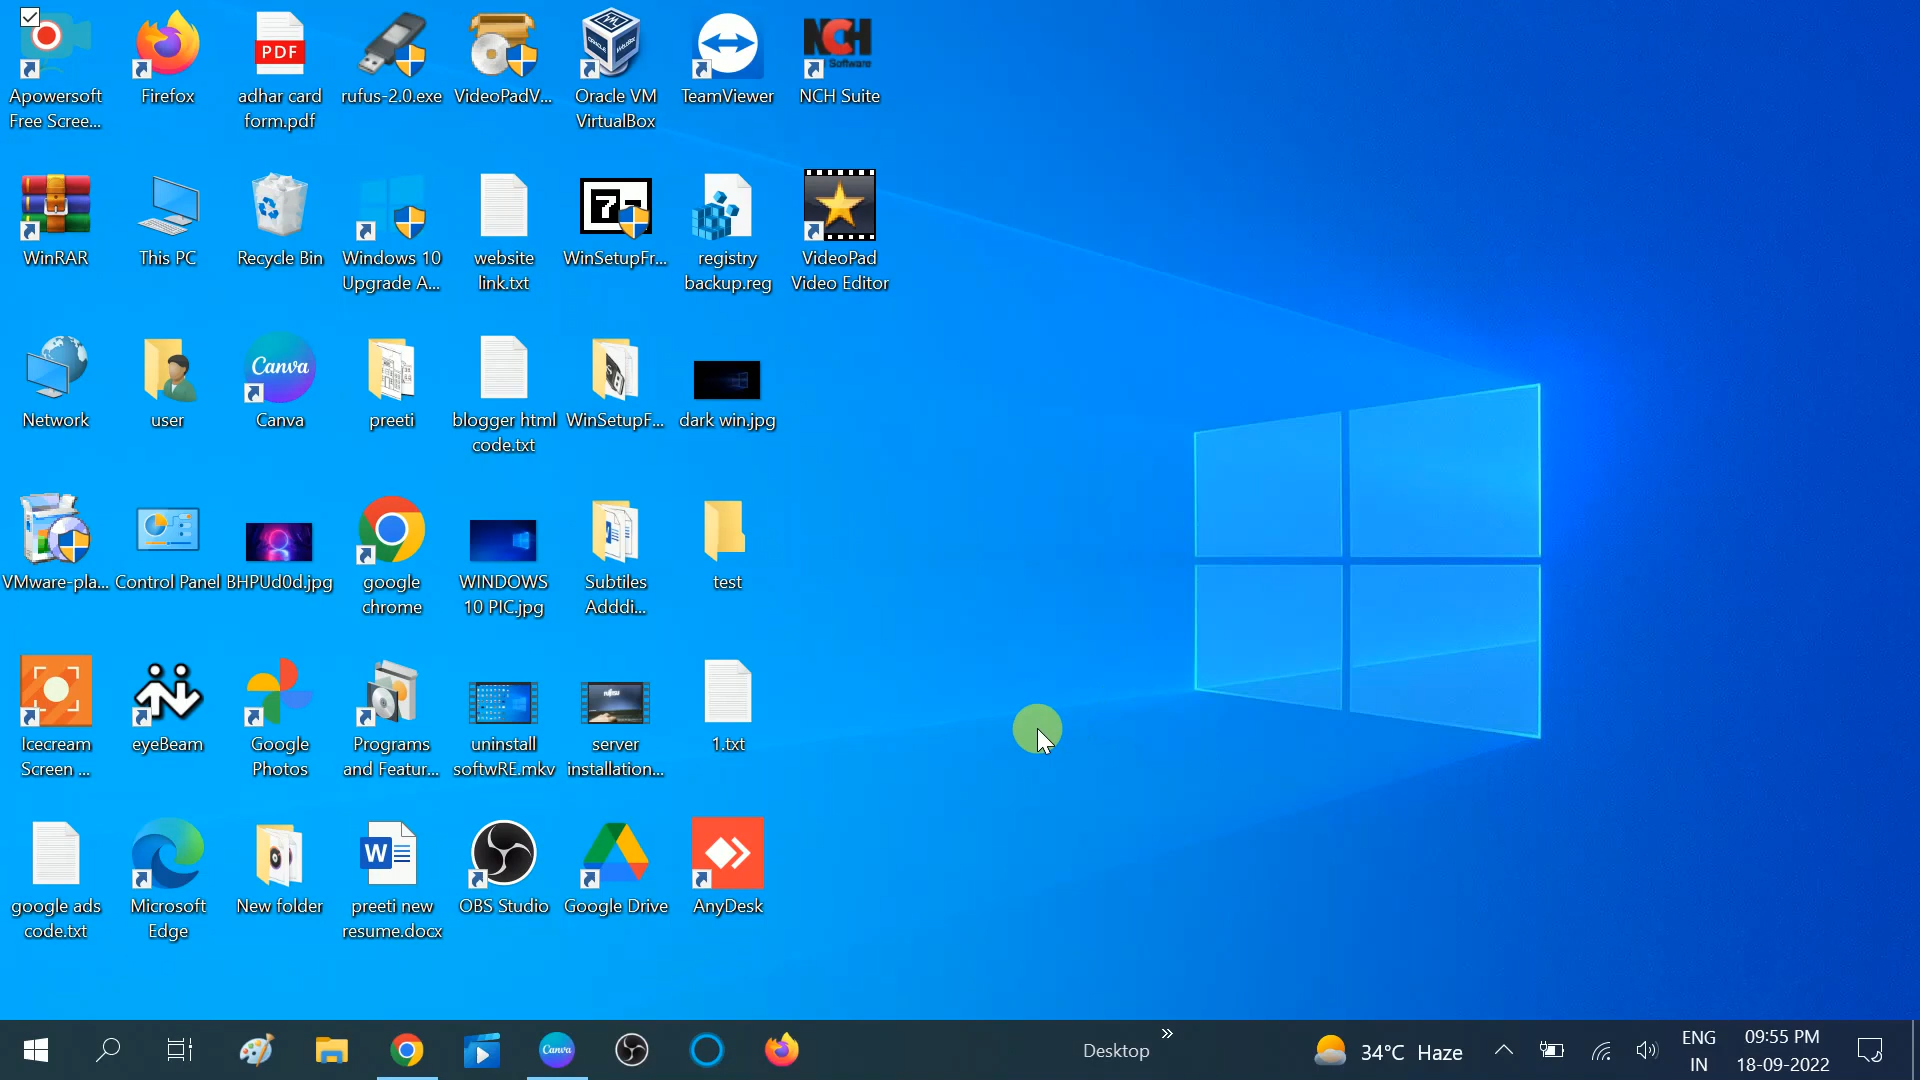 Apowersoft
Free Scree...
Firefox
PDF
adhar card
form.pdf
rufus-2.0.exe
VideoPadV...
Oracle VM
VirtualBox
TeamViewer
NCH
Software
NCH Suite
WinRAR
This PC
Recycle Bin
Windows 10
Upgrade A...
website
link.txt
WinSetupFr...
registry
backup.reg
VideoPad
Video Editor
Network
user
Canva
Canva
preeti
blogger html
code.txt
WinSetupF...
dark win.jpg
VMware-pla...
Control Panel
BHPUd0d.jpg
google
chrome
WINDOWS
10 PIC.jpg
Subtiles
Adddi...
test
Icecream
Screen ...
eyeBeam
Google
Photos
Programs
and Featur...
uninstall
softwRE.mkv
server
installation...
1.txt
google ads
code.txt
Microsoft
Edge
New folder
W
preeti new
resume.docx
OBS Studio
Google Drive
AnyDesk
Canva
Desktop
34°C Haze
ENG
IN
09:55 PM
18-09-2022